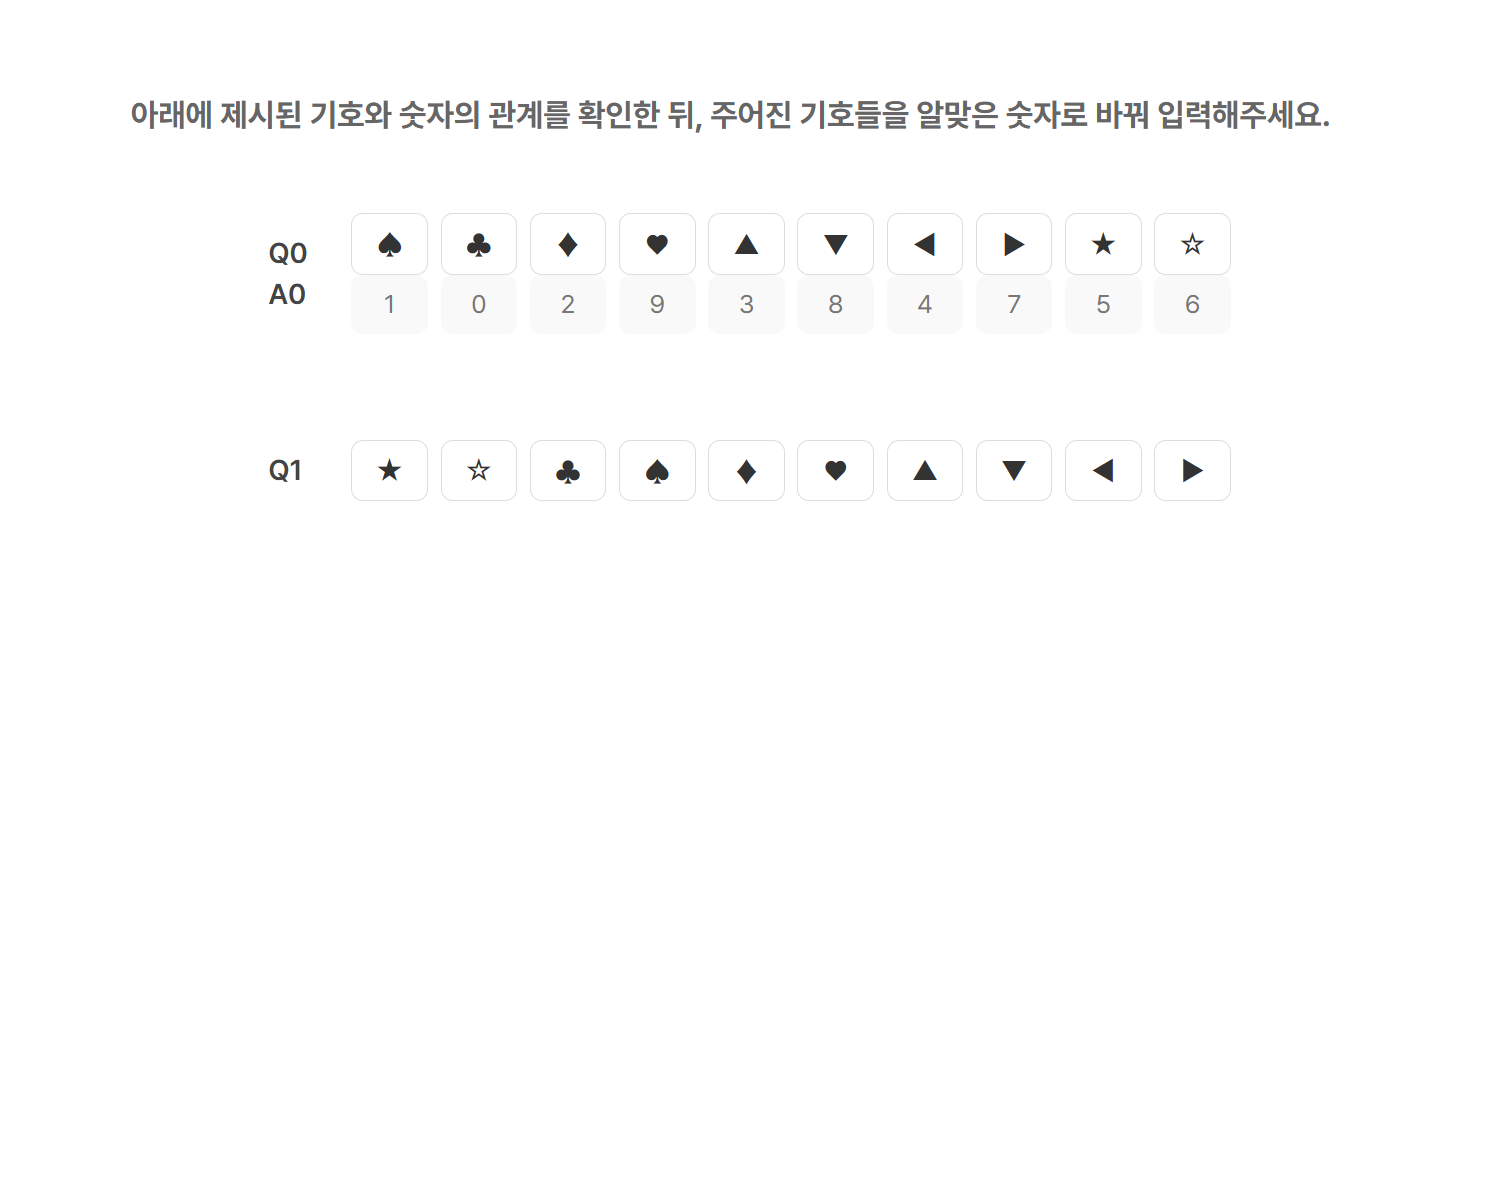 아래에 제시된 기호와 숫자의 관계를 확인한 뒤, 주어진 기호들을 알맞은 숫자로 바꿔 입력해주세요.
Q0 ♠ ♣ ♦ ♥ ▲ ▼ ◀ ▶ ★ ☆
A0 1 0 2 9 3 8 4 7 5 6
Q1 ★ ☆ ♣ ♠ ♦ ♥ ▲ ▼ ◀ ▶